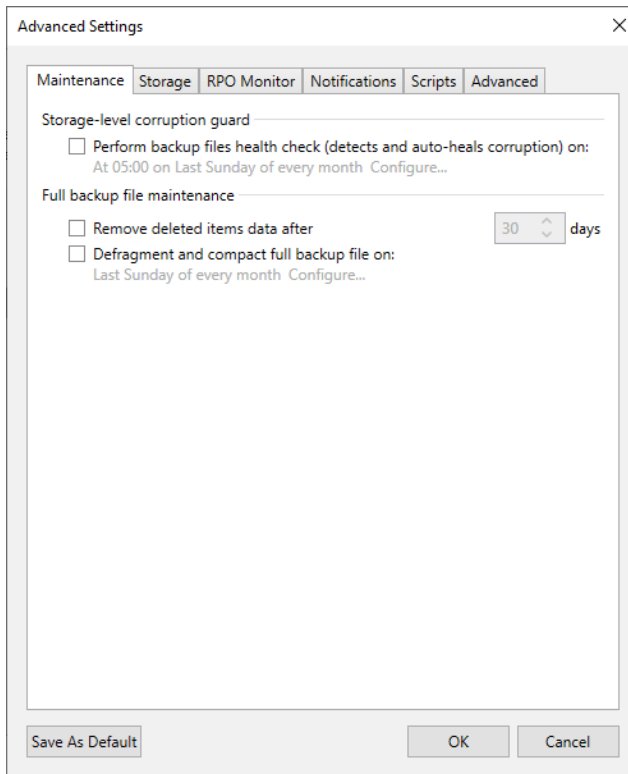 Advanced Settings
Maintenance Storage RPO Monitor Notifications Scripts Advanced
Storage-level corruption guard
Perform backup files health check (detects and auto-heals corruption) on:
At 05:00 on Last Sunday of every month Configure...
Full backup file maintenance
Remove deleted items data after 30 days
Defragment and compact full backup file on:
Last Sunday of every month Configure...
Save As Default OK Cancel